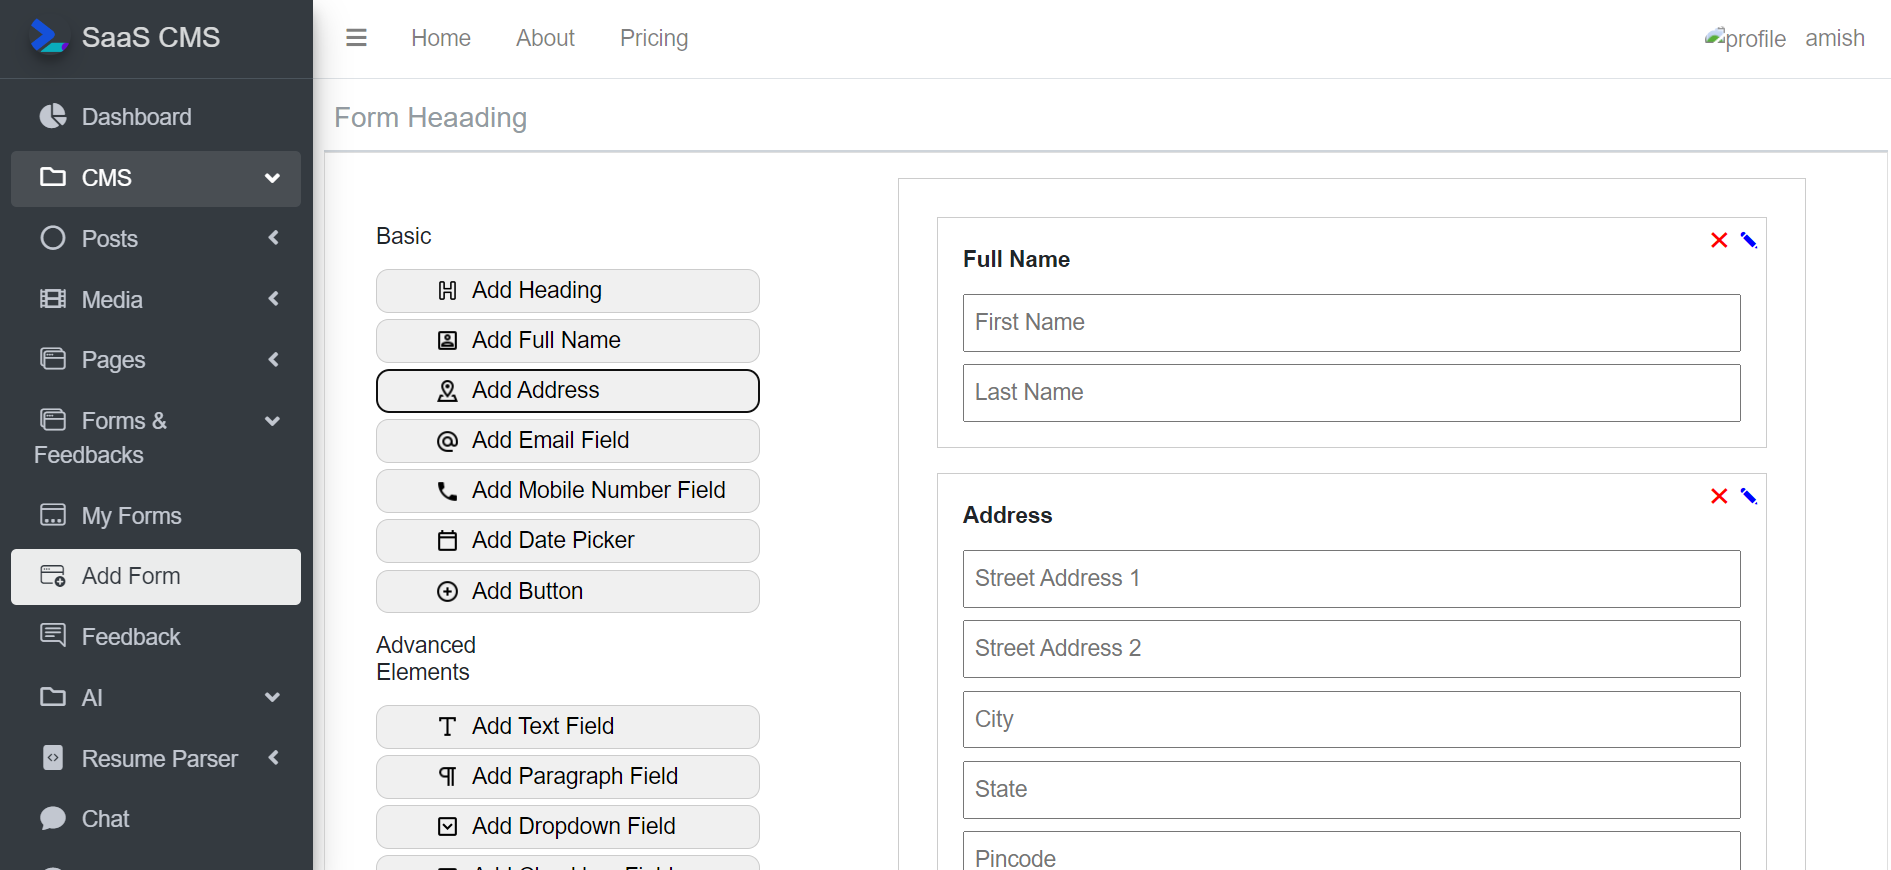 SaaS CMS
Home
About
Pricing
profile
amish
Dashboard
CMS
Posts
Media
Pages
Forms &
Feedbacks
My Forms
Add Form
Feedback
AI
Resume Parser
Chat
Form Heaading
Basic
Add Heading
Add Full Name
Add Address
Add Email Field
Add Mobile Number Field
Add Date Picker
Add Button
Advanced
Elements
Add Text Field
Add Paragraph Field
Add Dropdown Field
Full Name
First Name
Last Name
Address
Street Address 1
Street Address 2
City
State
Pincode